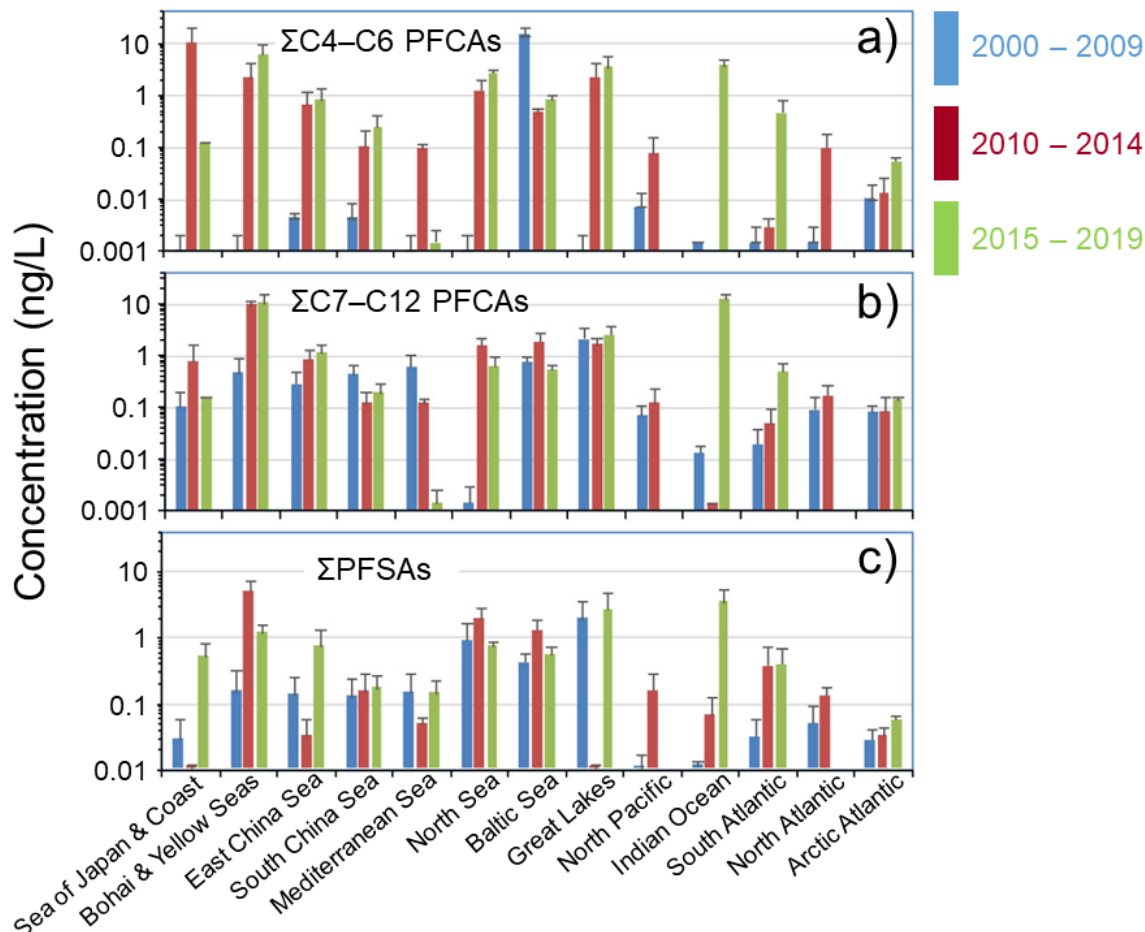 ΣC4–C6 PFCAs
a)
10
1
0.1
0.01
0.001
2000 – 2009
2010 – 2014
2015 – 2019
Concentration (ng/L)
ΣC7–C12 PFCAs
b)
10
1
0.1
0.01
0.001
ΣPFSAs
c)
10
1
0.1
0.01
Sea of Japan & Coast
Bohai & Yellow Seas
East China Sea
South China Sea
Mediterranean Sea
North Sea
Baltic Sea
Great Lakes
North Pacific
Indian Ocean
South Atlantic
North Atlantic
Arctic Atlantic